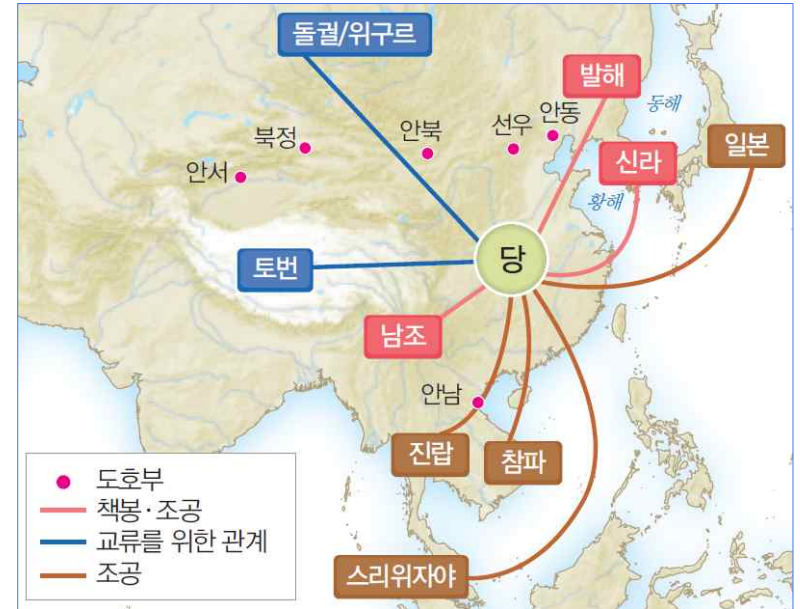 돌궐/위구르
발해
동해
안동
선우
안북
북정
안서
일본
신라
황해
당
토번
남조
안남
진랍
참파
스리위자야
도호부
책봉·조공
교류를 위한 관계
조공